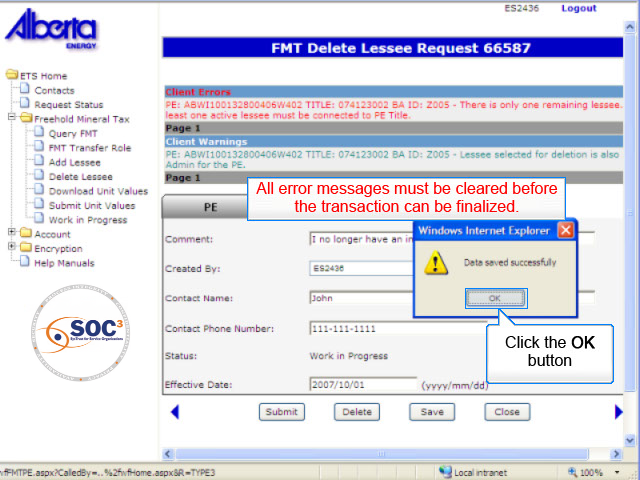 ES2436 Logout
Alberta
ENERGY
FMT Delete Lessee Request 66587
ETS Home
Contacts
Request Status
Freehold Mineral Tax
Query FMT
FMT Transfer Role
Add Lessee
Delete Lessee
Download Unit Values
Submit Unit Values
Work in Progress
Account
Encryption
Help Manuals
SOC3
SysTrust for Service Organizations
Client Errors
PE: ABWI100132800406W402 TITLE: 074123002 BA ID: Z005 - There is only one remaining lessee.
least one active lessee must be connected to PE Title.
Page 1
Client Warnings
PE: ABWI100132800406W402 TITLE: 074123002 BA ID: Z005 - Lessee selected for deletion is also
Admin for the PE.
Page 1
All error messages must be cleared before
the transaction can be finalized.
PE
Comment: I no longer have an in
Created By: ES2436
Contact Name: John
Contact Phone Number: 111-111-1111
Status: Work in Progress
Effective Date: 2007/10/01 (yyyy/mm/dd)
Windows Internet Explorer
Data saved successfully
OK
Click the OK
button
Submit Delete Save Close
wfFMTPE.aspx?CalledBy=..%2fwfHome.aspx&R=TYPE3 Local intranet 100%